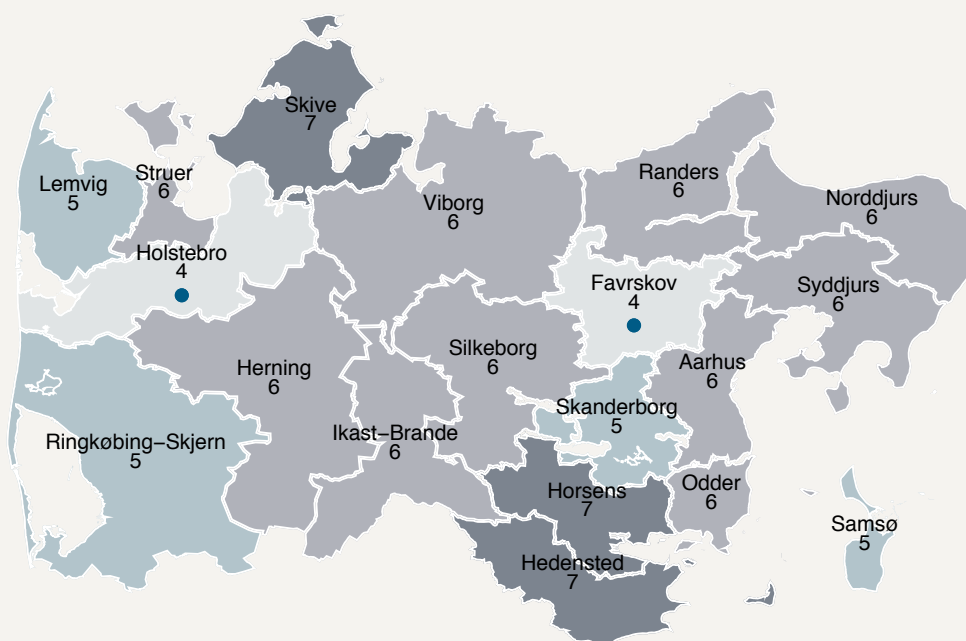 Skive
7
Lemvig
5
Struer
6
Viborg
6
Randers
6
Norddjurs
6
Holstebro
4
Favrskov
4
Syddjurs
6
Herning
6
Silkeborg
6
Aarhus
6
Skanderborg
5
Ringkøbing–Skjern
5
Ikast–Brande
6
Horsens
7
Odder
6
Samsø
5
Hedensted
7